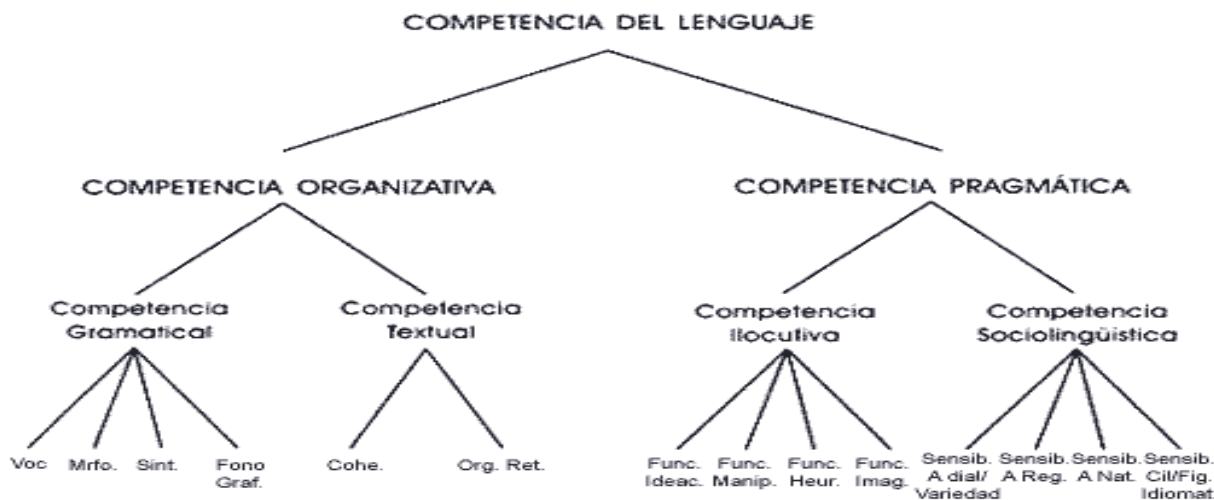 COMPETENCIA DEL LENGUAJE
COMPETENCIA ORGANIZATIVA
COMPETENCIA PRAGMÁTICA
Competencia
Gramatical
Competencia
Textual
Competencia
Ilocutiva
Competencia
Sociolingüística
Voc
Mrfo.
Sint.
Fono
Graf.
Cohe.
Org. Ret.
Func.
Ideac.
Func.
Manip.
Func.
Heur.
Func.
Imag.
Sensib.
A dial/
Variedad
Sensib.
A Reg.
Sensib.
A Nat.
Sensib.
Cil/Fig.
Idiomat